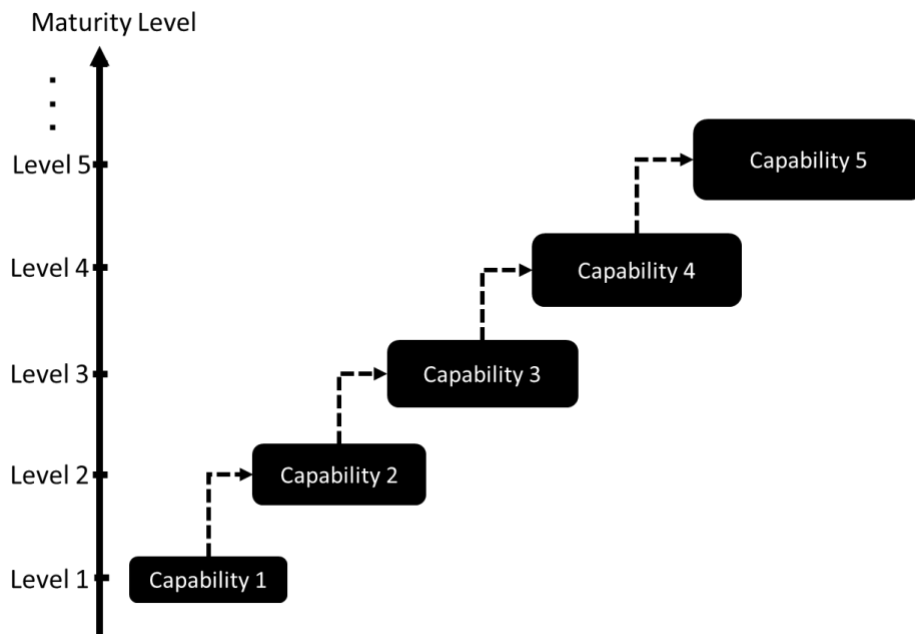 Maturity Level
Level 5
Capability 5
Level 4
Capability 4
Level 3
Capability 3
Level 2
Capability 2
Level 1
Capability 1